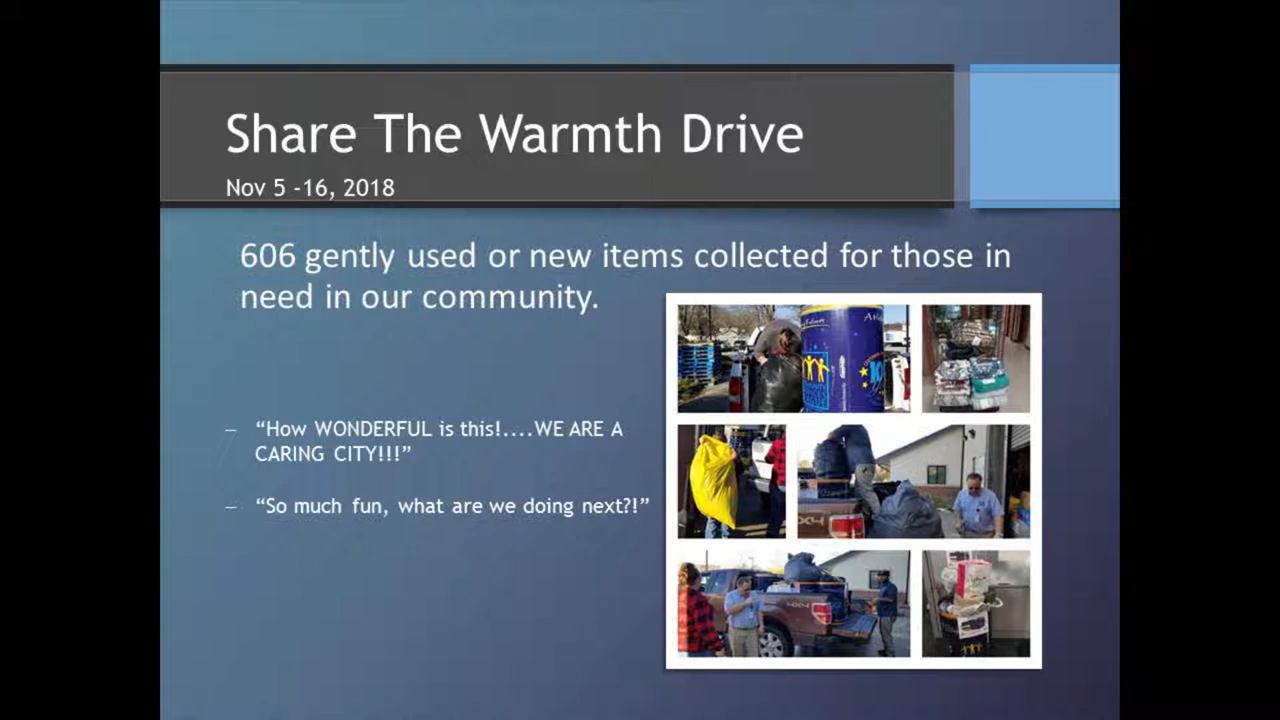 Share The Warmth Drive
Nov 5 -16, 2018
606 gently used or new items collected for those in
need in our community.
– “How WONDERFUL is this!....WE ARE A
CARING CITY!!!”
– “So much fun, what are we doing next?!”
4X4